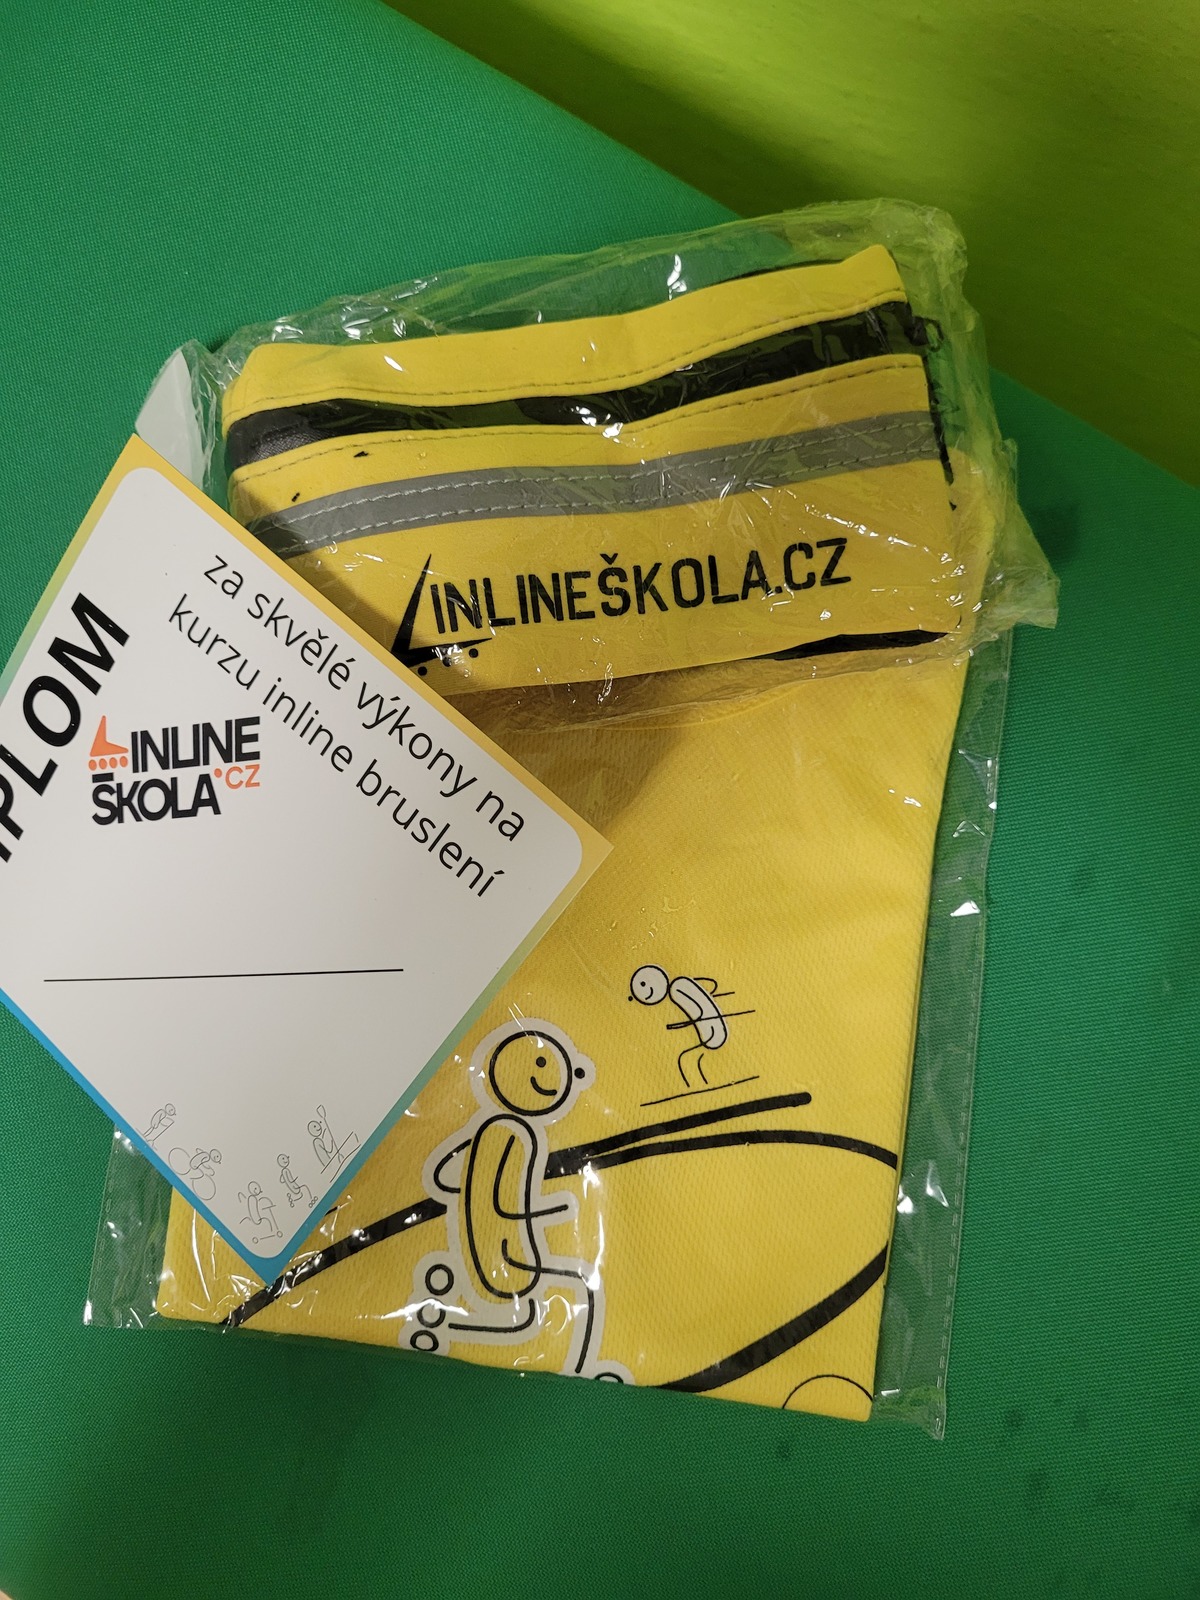 INLINEŠKOLA.CZ
za skvělé výkony na
kurzu inline bruslení
IPLOM
INLINE
ŠKOLA.CZ